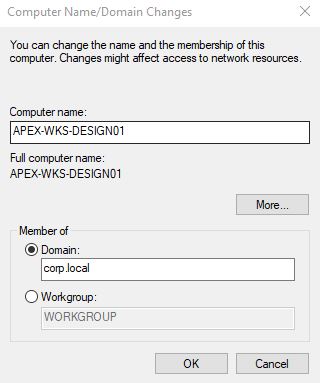 Computer Name/Domain Changes
You can change the name and the membership of this
computer. Changes might affect access to network resources.
Computer name:
APEX-WKS-DESIGN01
Full computer name:
APEX-WKS-DESIGN01
More...
Member of
Domain:
corp.local
Workgroup:
WORKGROUP
OK
Cancel